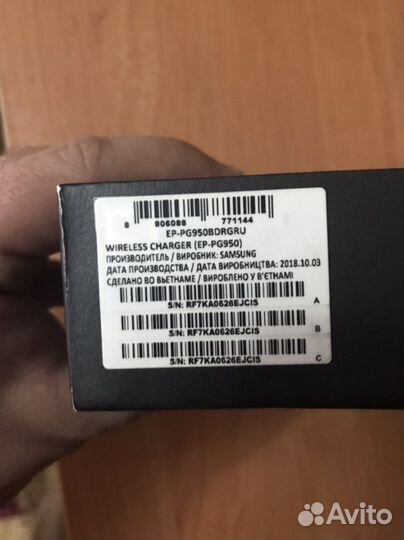 8 806088 771144
EP-PG950BDRGRU
WIRELESS CHARGER (EP-PG950)
ПРОИЗВОДИТЕЛЬ / ВИРОБНИК: SAMSUNG
ДАТА ПРОИЗВОДСТВА / ДАТА ВИРОБНИЦТВА: 2018.10.03
СДЕЛАНО ВО ВЬЕТНАМЕ / ВИРОБЛЕНО У В'ЄТНАМІ
S/N: RF7KA0626EJCIS A
S/N: RF7KA0626EJCIS B
S/N: RF7KA0626EJCIS C
Avito